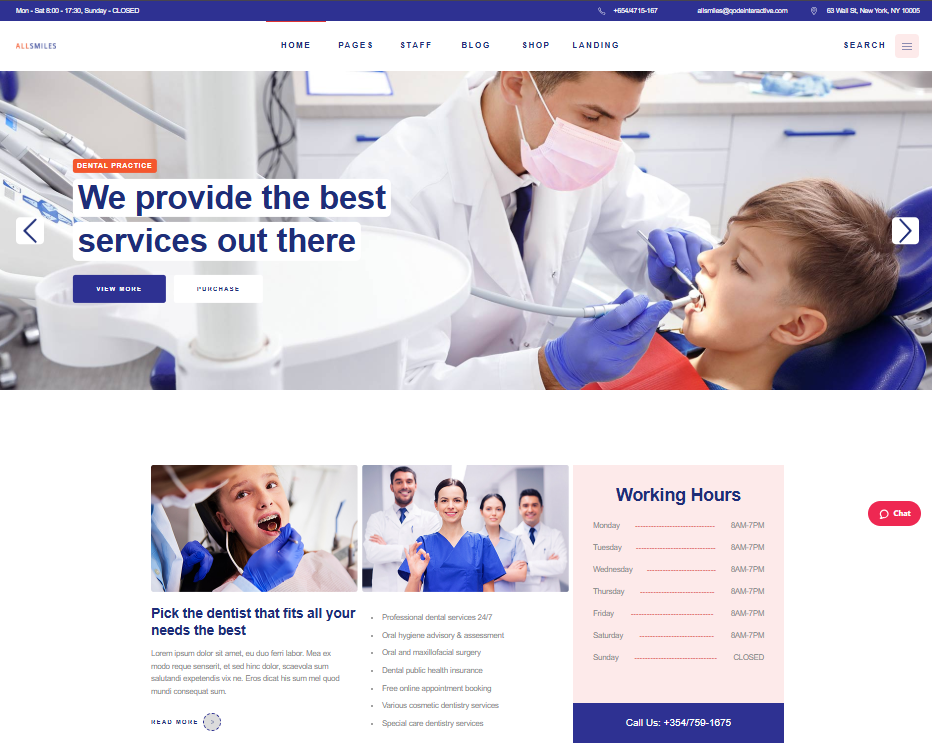 Mon - Sat 8:00 - 17:30, Sunday - CLOSED
+654/4715-167
allsmiles@qodeinteractive.com
63 Wall St, New York, NY 10005
ALLSMILES
HOME
PAGES
STAFF
BLOG
SHOP
LANDING
SEARCH
DENTAL PRACTICE
We provide the best
services out there
VIEW MORE
PURCHASE
Pick the dentist that fits all your
needs the best
Lorem ipsum dolor sit amet, eu duo ferri labor. Mea ex
modo reque senserit, et sed hinc dolor, scaevola sum
salutandi expetendis vix ne. Eros dicat his sum mel quod
mundi consequat sum.
READ MORE
Professional dental services 24/7
Oral hygiene advisory & assessment
Oral and maxillofacial surgery
Dental public health insurance
Free online appointment booking
Various cosmetic dentistry services
Special care dentistry services
Working Hours
Monday 8AM-7PM
Tuesday 8AM-7PM
Wednesday 8AM-7PM
Thursday 8AM-7PM
Friday 8AM-7PM
Saturday 8AM-7PM
Sunday CLOSED
Call Us: +354/759-1675
Chat